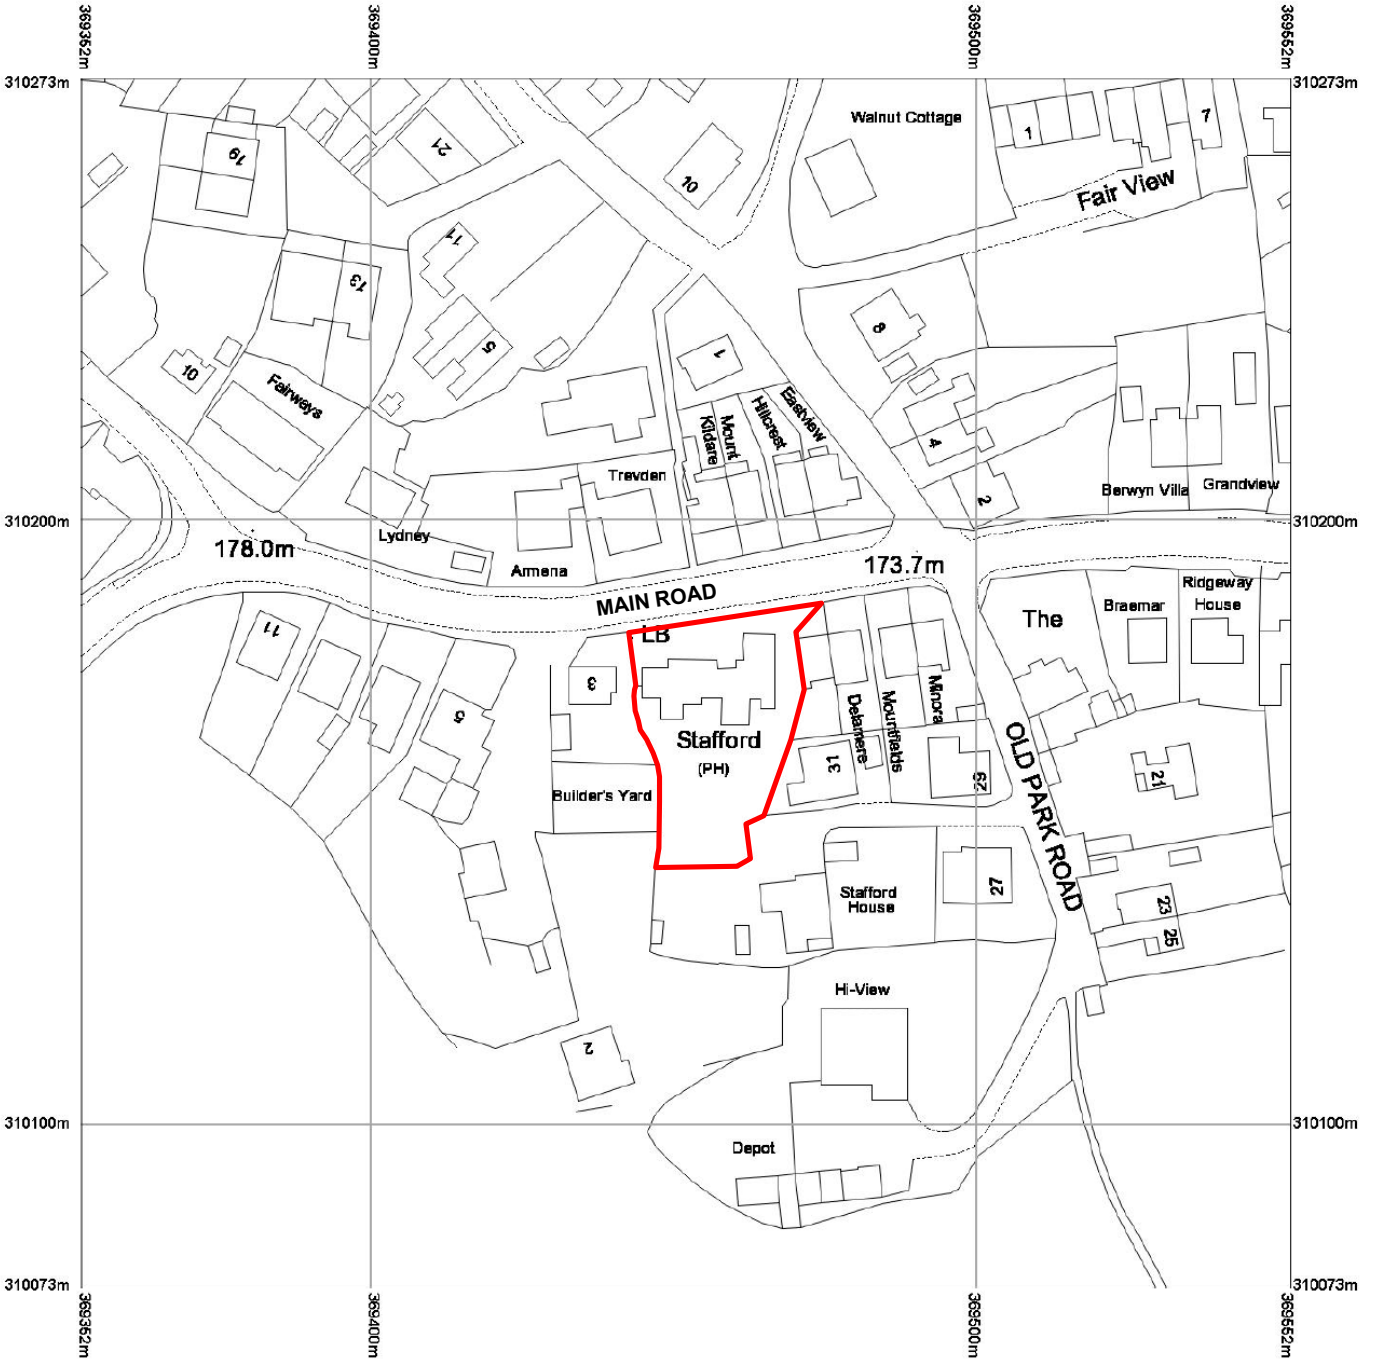 369352m
369400m
369500m
369552m
310273m
310273m
Walnut Cottage
1
7
19
21
10
Fair View
11
13
8
5
1
10
Fairways
Eastview
Hillcrest
Mount
Kildare
4
Trevden
2
Berwyn Villa
Grandview
310200m
310200m
Lydney
178.0m
173.7m
Armena
MAIN ROAD
Ridgeway
House
Braemar
The
LB
11
3
Delamere
Mountfields
Minora
5
Stafford
(PH)
31
29
21
OLD PARK ROAD
Builder's Yard
Stafford
House
27
23
25
Hi-View
2
310100m
310100m
Depot
310073m
310073m
369352m
369400m
369500m
369552m